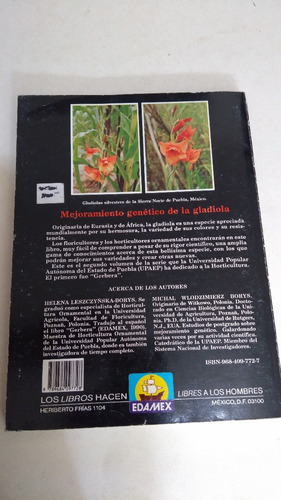 Gladiolas silvestres de la Sierra Norte de Puebla, México.
Mejoramiento genético de la gladiola
Originaria de Eurasia y de África, la gladiola es una especie apreciada
mundialmente por su hermosura, la variedad de sus colores y su resis-
tencia.
Los floricultores y los horticultores ornamentales encontrarán en este
libro, muy fácil de comprender a pesar de su rigor científico, una amplia
gama de conocimientos acerca de esta bellísima especie, con los que
podrán mejorar sus variedades y crear otras nuevas.
Este es el segundo volumen de la serie que la Universidad Popular
Autónoma del Estado de Puebla (UPAEP) ha dedicado a la Horticultura.
El primero fue "Gerbera".
ACERCA DE LOS AUTORES
HELENA LESZCZYŃSKA-BORYS. Se
graduó como especialista de Horticul-
tura Ornamental en la Universidad
Agrícola, Facultad de Floricultura,
Poznań, Polonia. Trabajo al español
el libro "Gerbera" (EDAMEX, 1990).
Maestra de Horticultura Ornamental
de la Universidad Popular Autónoma
del Estado de Puebla, donde es también
investigadora de tiempo completo.
MICHAŁ WŁODZIMIERZ BORYS.
Originario de Witkowo, Polonia. Docto-
rado en Ciencias Biológicas de la Uni-
versidad de Agricultura, Poznań, Polo-
nia. Ph.D. de la Universidad de Rutgers,
N.J., EUA. Estudios de postgrado sobre
mejoramiento genético. Galardonado
varias veces por su actividad científica.
Catedrático de la UPAEP. Miembro del
Sistema Nacional de Investigadores.
ISBN-968-409-772-7
LOS LIBROS HACEN
HERIBERTO FRÍAS 1104
EDAMEX
LIBRES A LOS HOMBRES
MÉXICO, D.F. 03100